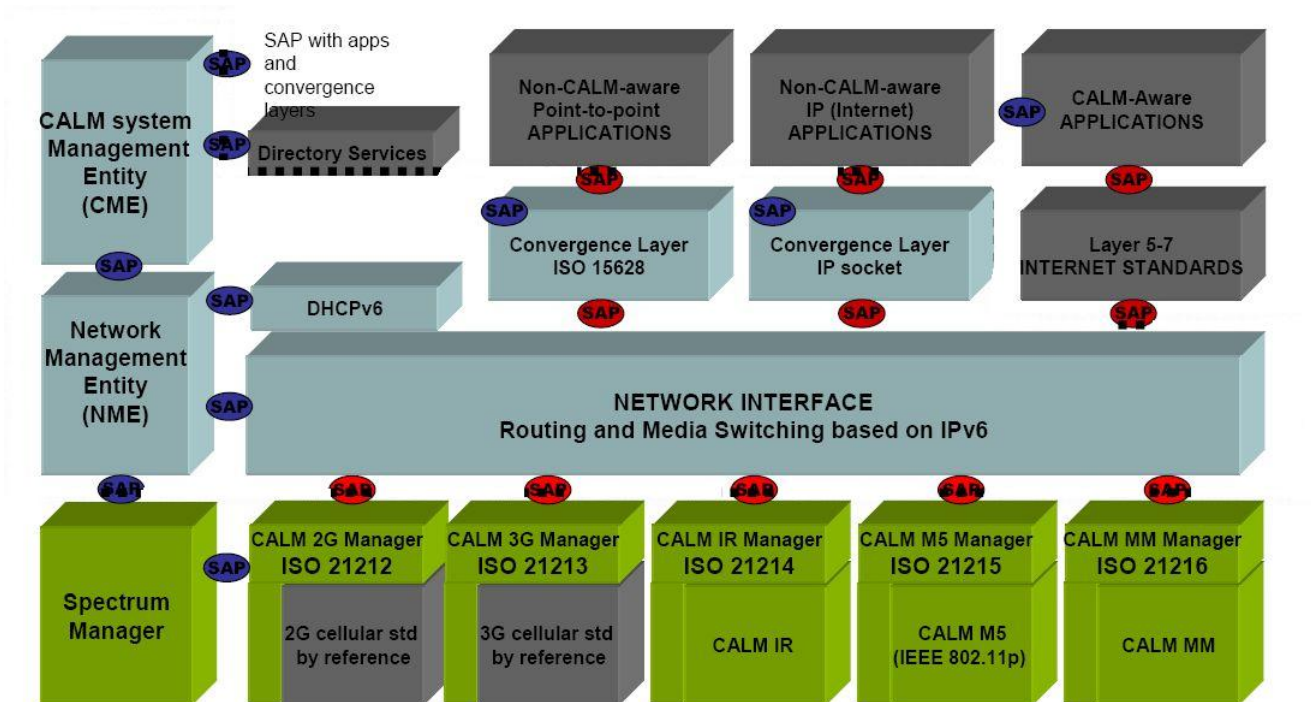 SAP
SAP with apps
and
convergence
layers
CALM system
Management
Entity
(CME)
SAP
Directory Services
Non-CALM-aware
Point-to-point
APPLICATIONS
Non-CALM-aware
IP (Internet)
APPLICATIONS
SAP
CALM-Aware
APPLICATIONS
SAP
SAP
SAP
SAP
Convergence Layer
ISO 15628
SAP
Convergence Layer
IP socket
Layer 5-7
INTERNET STANDARDS
SAP
SAP
DHCPv6
SAP
SAP
SAP
Network
Management
Entity
(NME)
SAP
NETWORK INTERFACE
Routing and Media Switching based on IPv6
SAP
SAP
SAP
SAP
SAP
SAP
Spectrum
Manager
SAP
CALM 2G Manager
ISO 21212
CALM 3G Manager
ISO 21213
CALM IR Manager
ISO 21214
CALM M5 Manager
ISO 21215
CALM MM Manager
ISO 21216
2G cellular std
by reference
3G cellular std
by reference
CALM IR
CALM M5
(IEEE 802.11p)
CALM MM